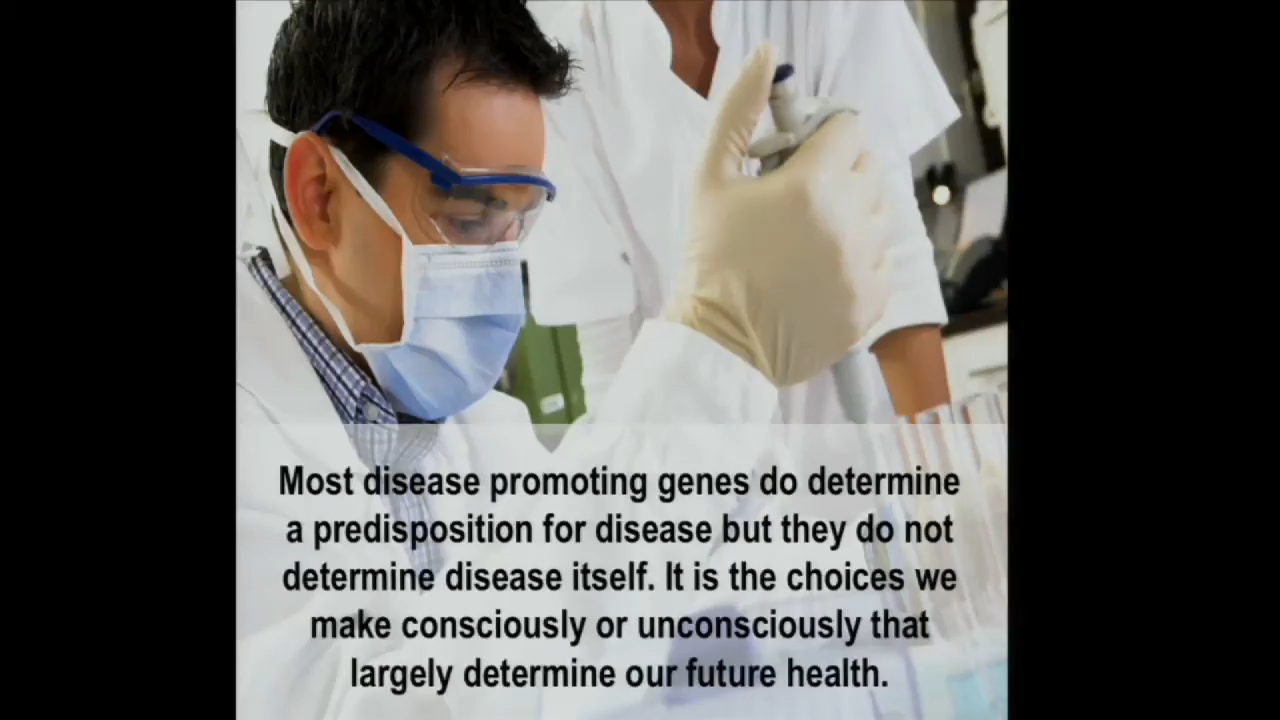 Most disease promoting genes do determine
a predisposition for disease but they do not
determine disease itself. It is the choices we
make consciously or unconsciously that
largely determine our future health.